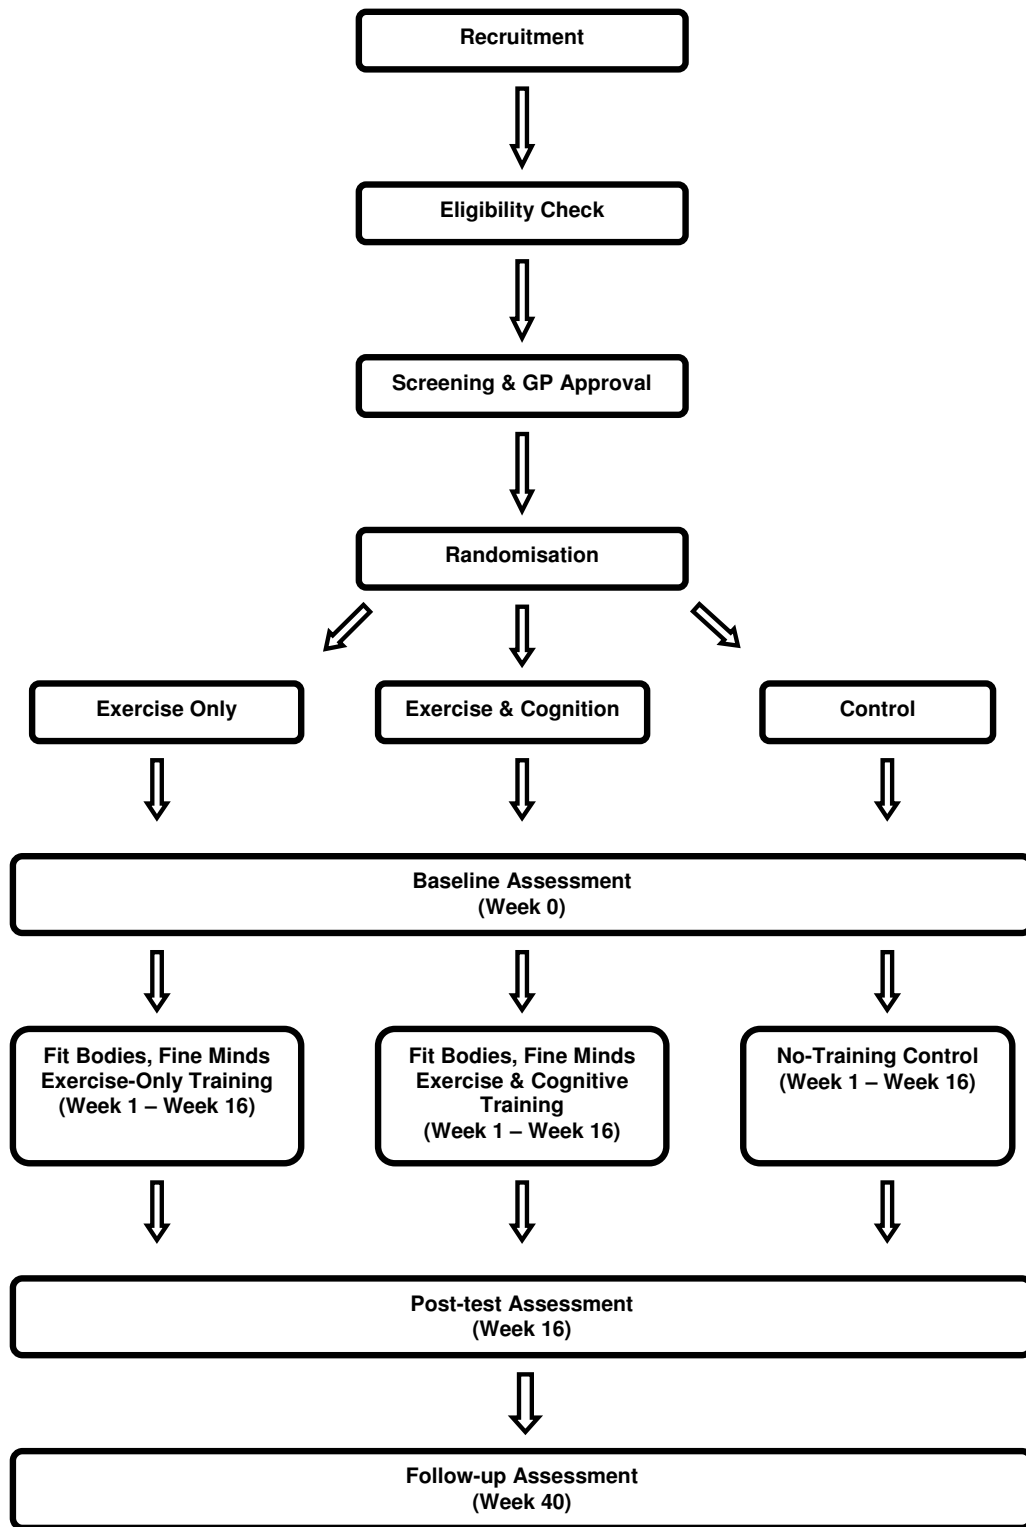 Recruitment
Eligibility Check
Screening & GP Approval
Randomisation
Exercise Only
Exercise & Cognition
Control
Baseline Assessment
(Week 0)
Fit Bodies, Fine Minds
Exercise-Only Training
(Week 1 – Week 16)
Fit Bodies, Fine Minds
Exercise & Cognitive
Training
(Week 1 – Week 16)
No-Training Control
(Week 1 – Week 16)
Post-test Assessment
(Week 16)
Follow-up Assessment
(Week 40)